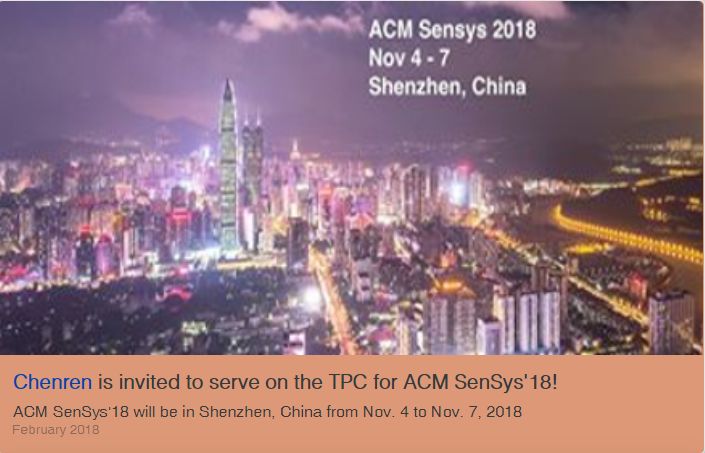 ACM Sensys 2018
Nov 4 - 7
Shenzhen, China
Chenren is invited to serve on the TPC for ACM SenSys'18!
ACM SenSys'18 will be in Shenzhen, China from Nov. 4 to Nov. 7, 2018
February 2018